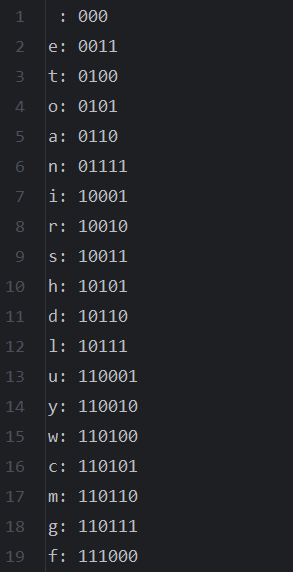 1 : 000
2 e: 0011
3 t: 0100
4 o: 0101
5 a: 0110
6 n: 01111
7 i: 10001
8 r: 10010
9 s: 10011
10 h: 10101
11 d: 10110
12 l: 10111
13 u: 110001
14 y: 110010
15 w: 110100
16 c: 110101
17 m: 110110
18 g: 110111
19 f: 111000